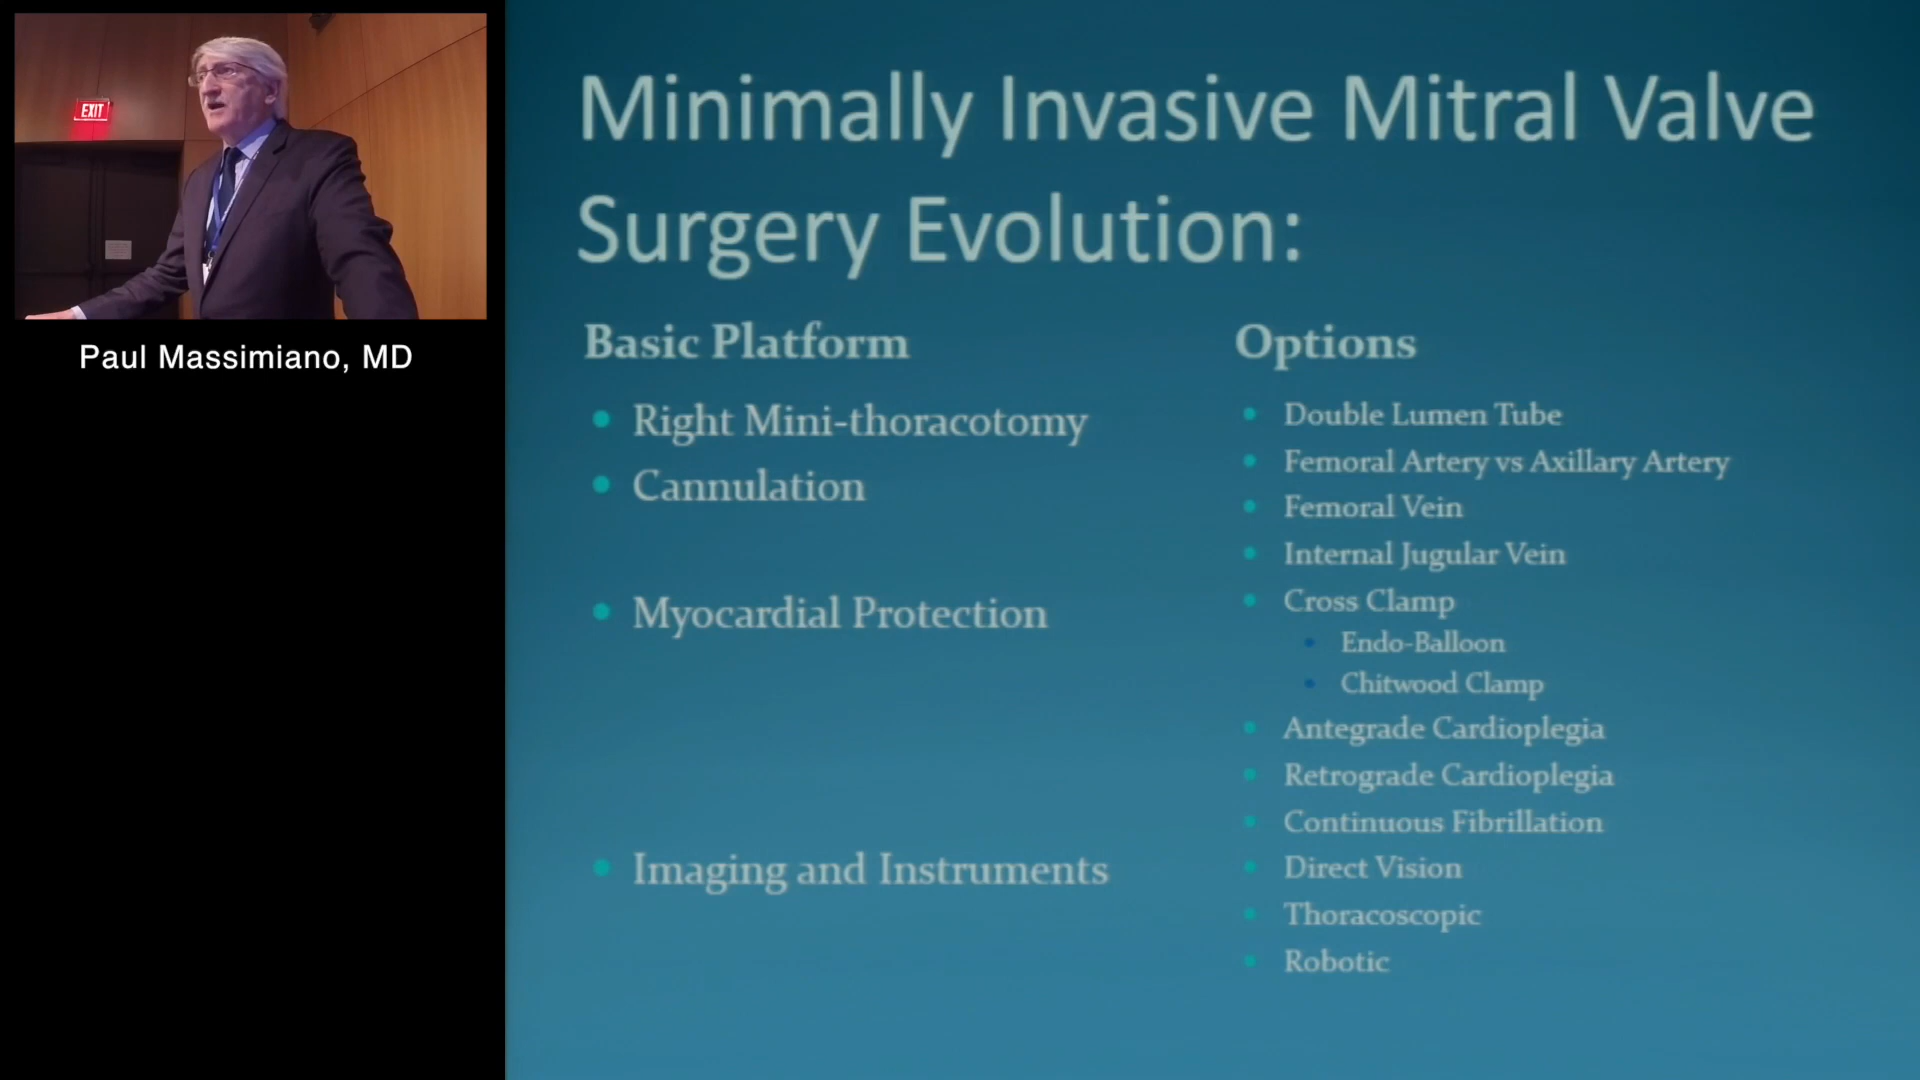 EXIT
Paul Massimiano, MD
Minimally Invasive Mitral Valve
Surgery Evolution:
Basic Platform
Right Mini-thoracotomy
Cannulation
Myocardial Protection
Imaging and Instruments
Options
Double Lumen Tube
Femoral Artery vs Axillary Artery
Femoral Vein
Internal Jugular Vein
Cross Clamp
Endo-Balloon
Chitwood Clamp
Antegrade Cardioplegia
Retrograde Cardioplegia
Continuous Fibrillation
Direct Vision
Thoracoscopic
Robotic